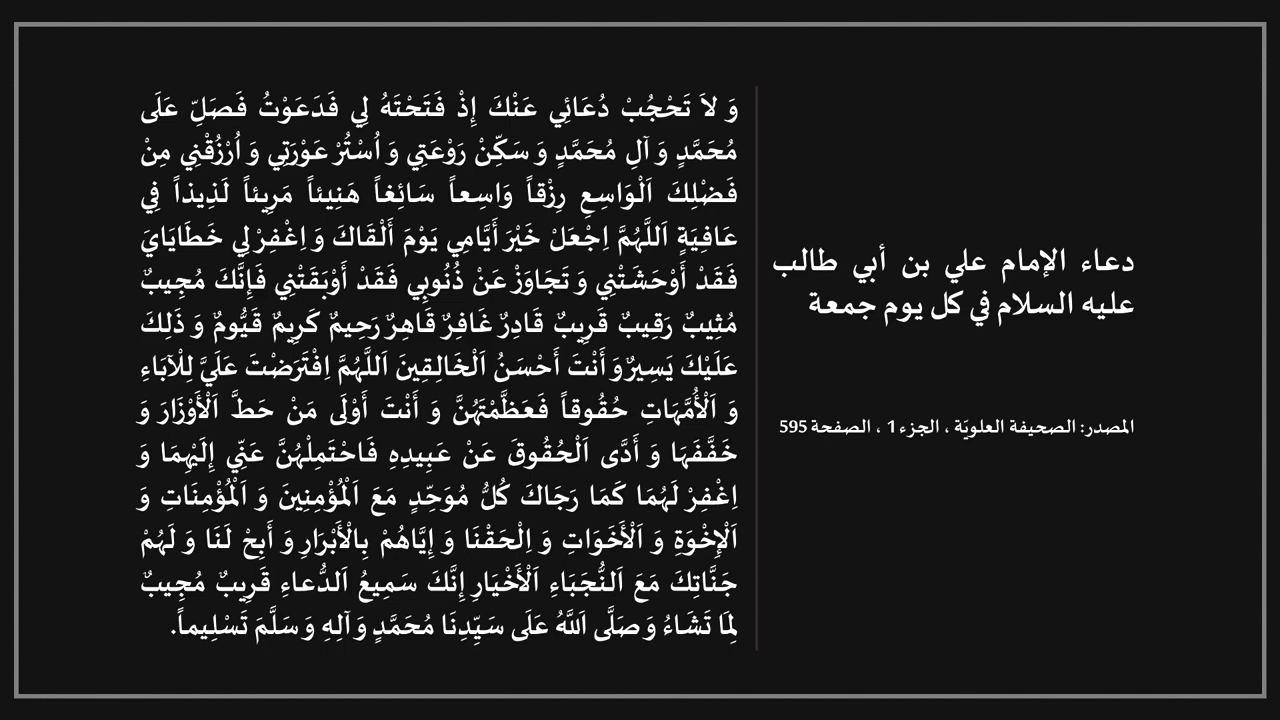 دعاء الإمام علي بن أبي طالب
عليه السلام في كل يوم جمعة
المصدر: الصحيفة العلويّة ، الجزء 1 ، الصفحة 595
وَ لاَ تَحْجُبْ دُعَائِي عَنْكَ إِذْ فَتَحْتَهُ لِي فَدَعَوْتُ فَصَلِّ عَلَى
مُحَمَّدٍ وَ آلِ مُحَمَّدٍ وَ سَكِّنْ رَوْعَتِي وَ اُسْتُرْ عَوْرَتِي وَ اُرْزُقْنِي مِنْ
فَضْلِكَ اَلْوَاسِعِ رِزْقاً وَاسِعاً سَائِغاً هَنِيئاً مَرِيئاً لَذِيذاً فِي
عَافِيَةٍ اَللَّهُمَّ اِجْعَلْ خَيْرَ أَيَّامِي يَوْمَ أَلْقَاكَ وَ اِغْفِرْ لِي خَطَايَايَ
فَقَدْ أَوْحَشَتْنِي وَ تَجَاوَزْ عَنْ ذُنُوبِي فَقَدْ أَوْبَقَتْنِي فَإِنَّكَ مُجِيبٌ
مُثِيبٌ رَقِيبٌ قَرِيبٌ قَادِرٌ غَافِرٌ قَاهِرٌ رَحِيمٌ كَرِيمٌ قَيُّومٌ وَ ذَلِكَ
عَلَيْكَ يَسِيرٌ وَ أَنْتَ أَحْسَنُ اَلْخَالِقِينَ اَللَّهُمَّ اِفْتَرَضْتَ عَلَيَّ لِلْآبَاءِ
وَ اَلْأُمَّهَاتِ حُقُوقاً فَعَظَّمْتَهُنَّ وَ أَنْتَ أَوْلَى مَنْ حَطَّ اَلْأَوْزَارَ وَ
خَفَّفَهَا وَ أَدَّى اَلْحُقُوقَ عَنْ عَبِيدِهِ فَاحْتَمِلْهُنَّ عَنِّي إِلَيْهِمَا وَ
اِغْفِرْ لَهُمَا كَمَا رَجَاكَ كُلُّ مُوَحِّدٍ مَعَ اَلْمُؤْمِنِينَ وَ اَلْمُؤْمِنَاتِ وَ
اَلْإِخْوَةِ وَ اَلْأَخَوَاتِ وَ اِلْحَقْنَا وَ إِيَّاهُمْ بِالْأَبْرَارِ وَ أَبِحْ لَنَا وَ لَهُمْ
جَنَّاتِكَ مَعَ اَلنُّجَبَاءِ اَلْأَخْيَارِ إِنَّكَ سَمِيعُ اَلدُّعاءِ قَرِيبٌ مُجِيبٌ
لِمَا تَشَاءُ وَ صَلَّى اَللَّهُ عَلَى سَيِّدِنَا مُحَمَّدٍ وَ آلِهِ وَ سَلَّمَ تَسْلِيماً.